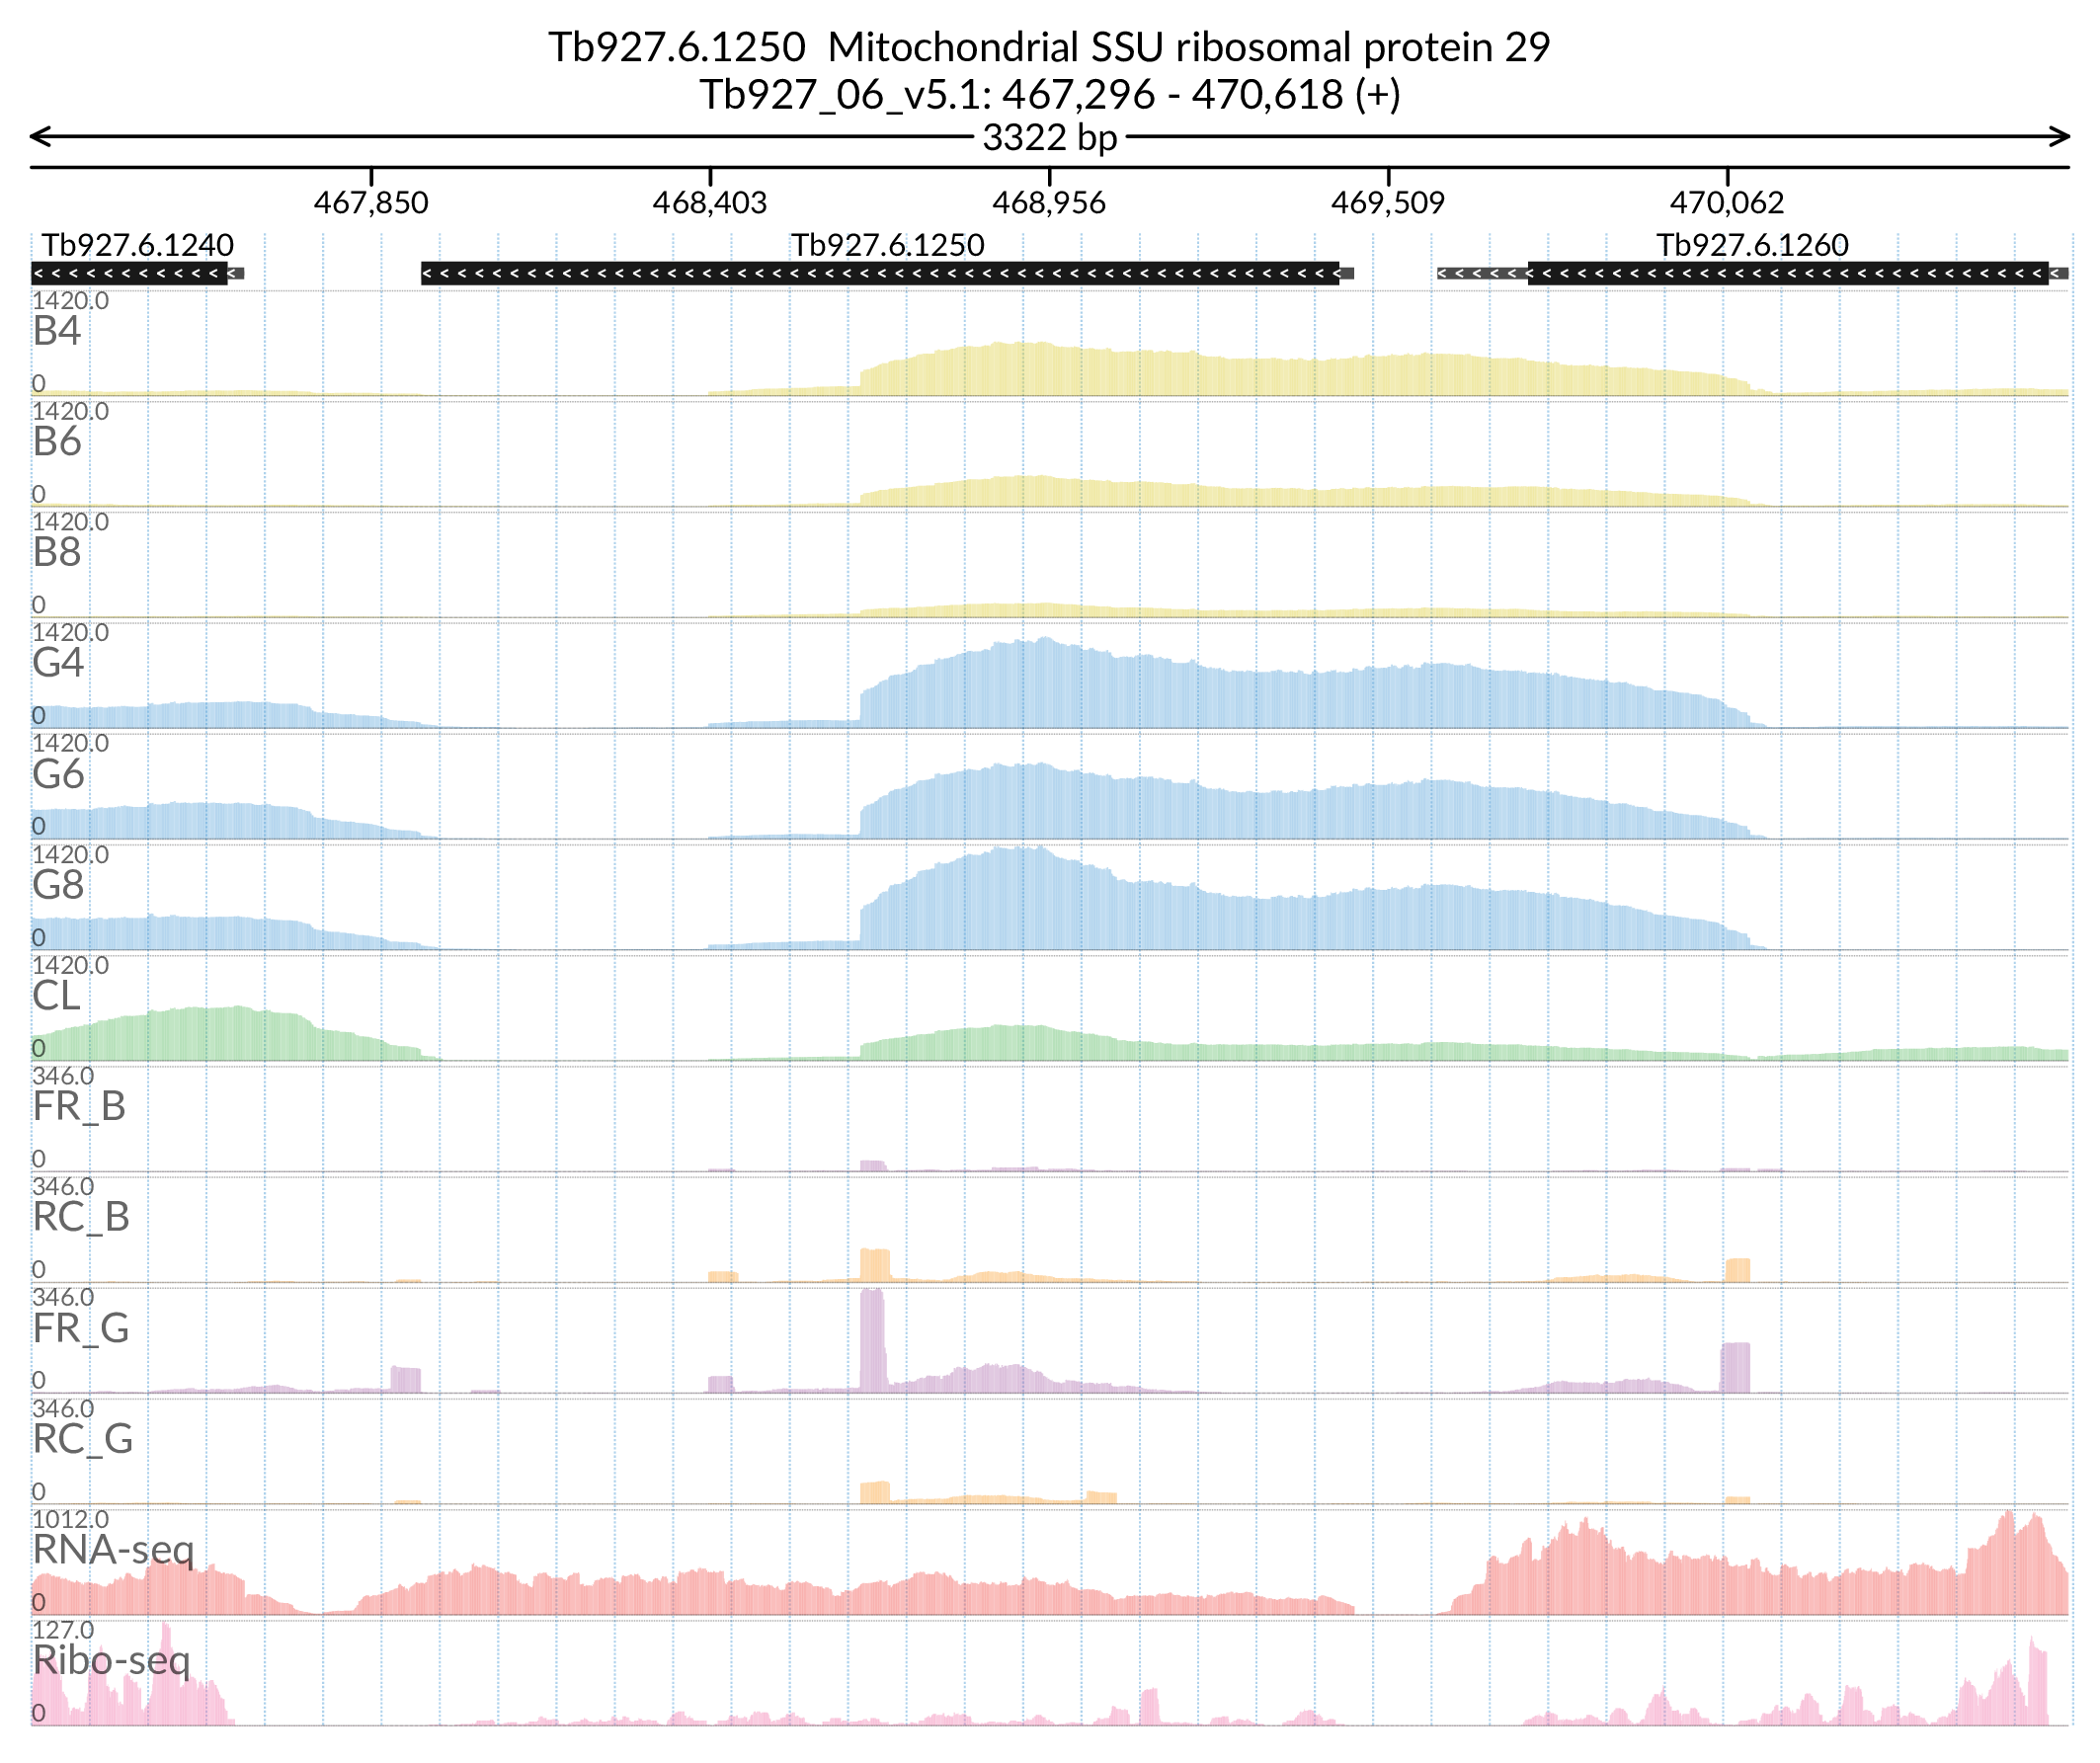 Tb927.6.1250  Mitochondrial SSU ribosomal protein 29
Tb927_06_v5.1: 467,296 - 470,618 (+)
3322 bp
467,850 468,403 468,956 469,509 470,062
Tb927.6.1240 Tb927.6.1250 Tb927.6.1260
1420.0
B4
0
1420.0
B6
0
1420.0
B8
0
1420.0
G4
0
1420.0
G6
0
1420.0
G8
0
1420.0
CL
0
346.0
FR_B
0
346.0
RC_B
0
346.0
FR_G
0
346.0
RC_G
0
1012.0
RNA-seq
0
127.0
Ribo-seq
0